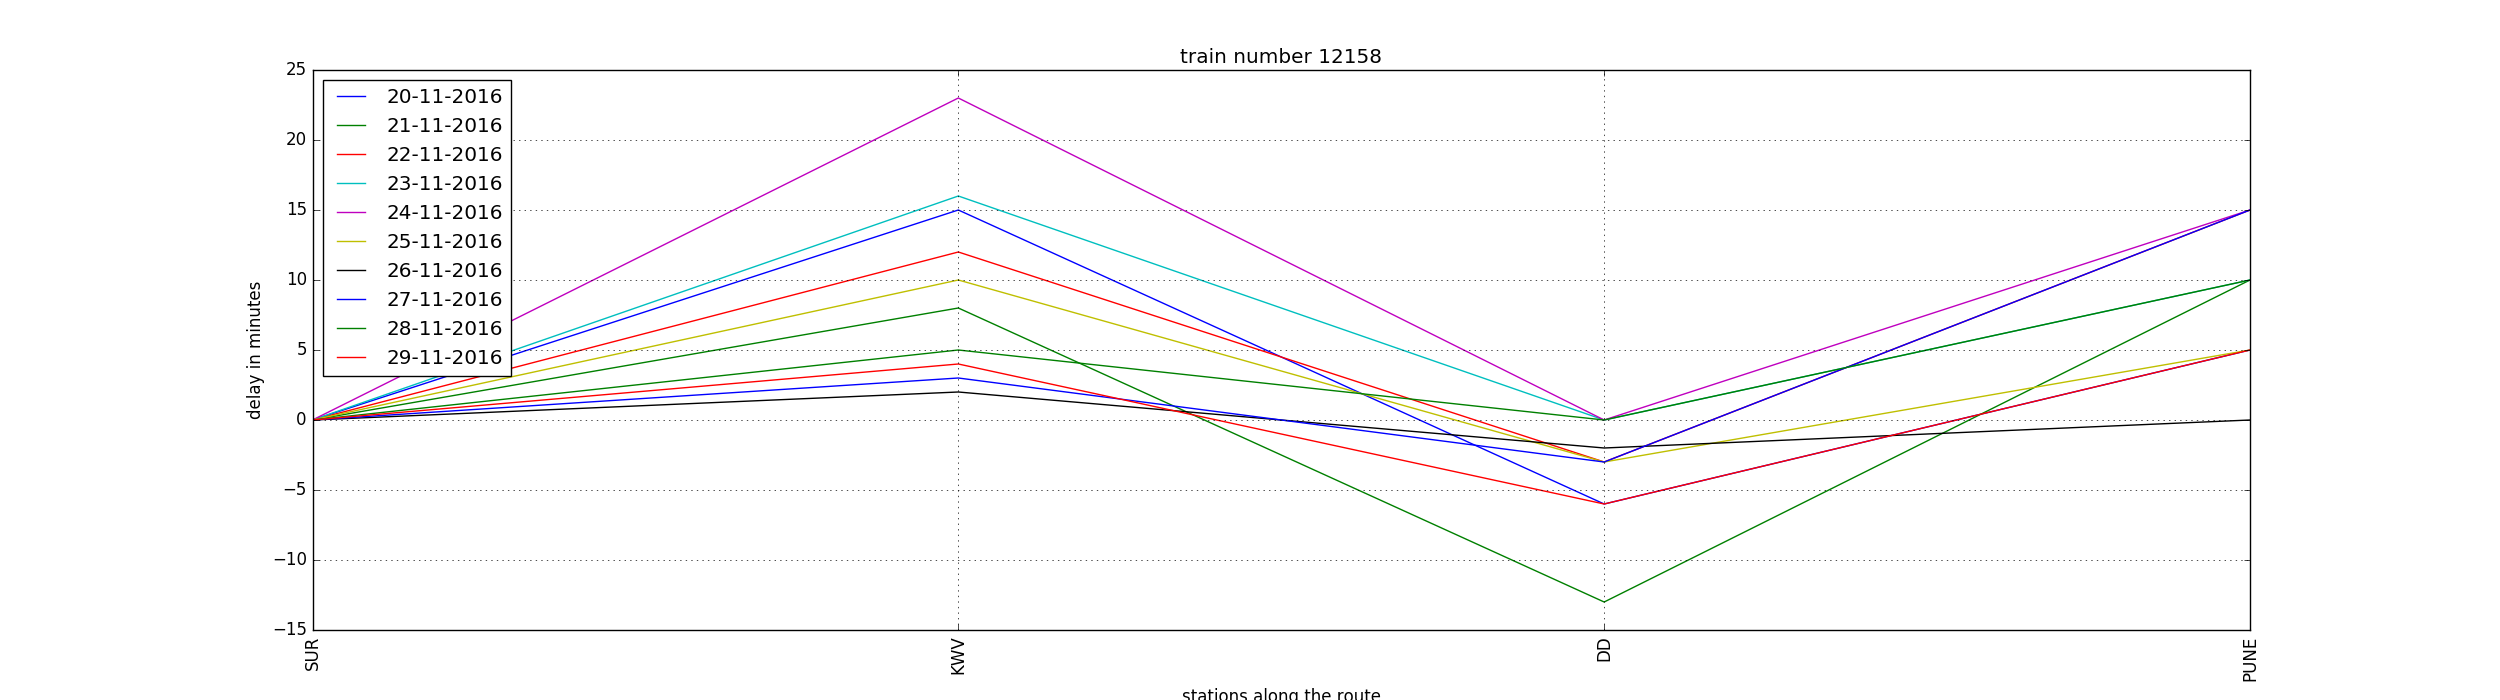 train number 12158
25
20
15
10
5
0
−5
−10
−15
delay in minutes
20-11-2016
21-11-2016
22-11-2016
23-11-2016
24-11-2016
25-11-2016
26-11-2016
27-11-2016
28-11-2016
29-11-2016
SUR
KWV
DD
PUNE
stations along the route